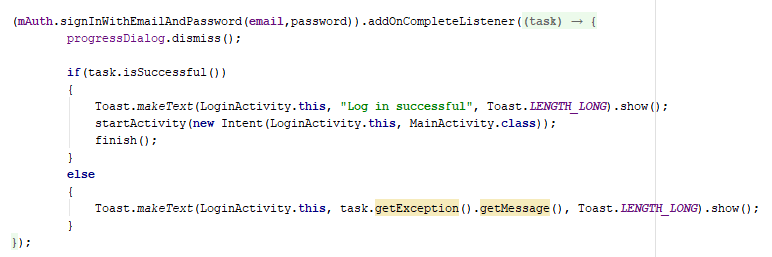 (mAuth.signInWithEmailAndPassword(email,password)).addOnCompleteListener((task) → {
progressDialog.dismiss();
if(task.isSuccessful())
{
Toast.makeText(LoginActivity.this, "Log in successful", Toast.LENGTH_LONG).show();
startActivity(new Intent(LoginActivity.this, MainActivity.class));
finish();
}
else
{
Toast.makeText(LoginActivity.this, task.getException().getMessage(), Toast.LENGTH_LONG).show();
}
});